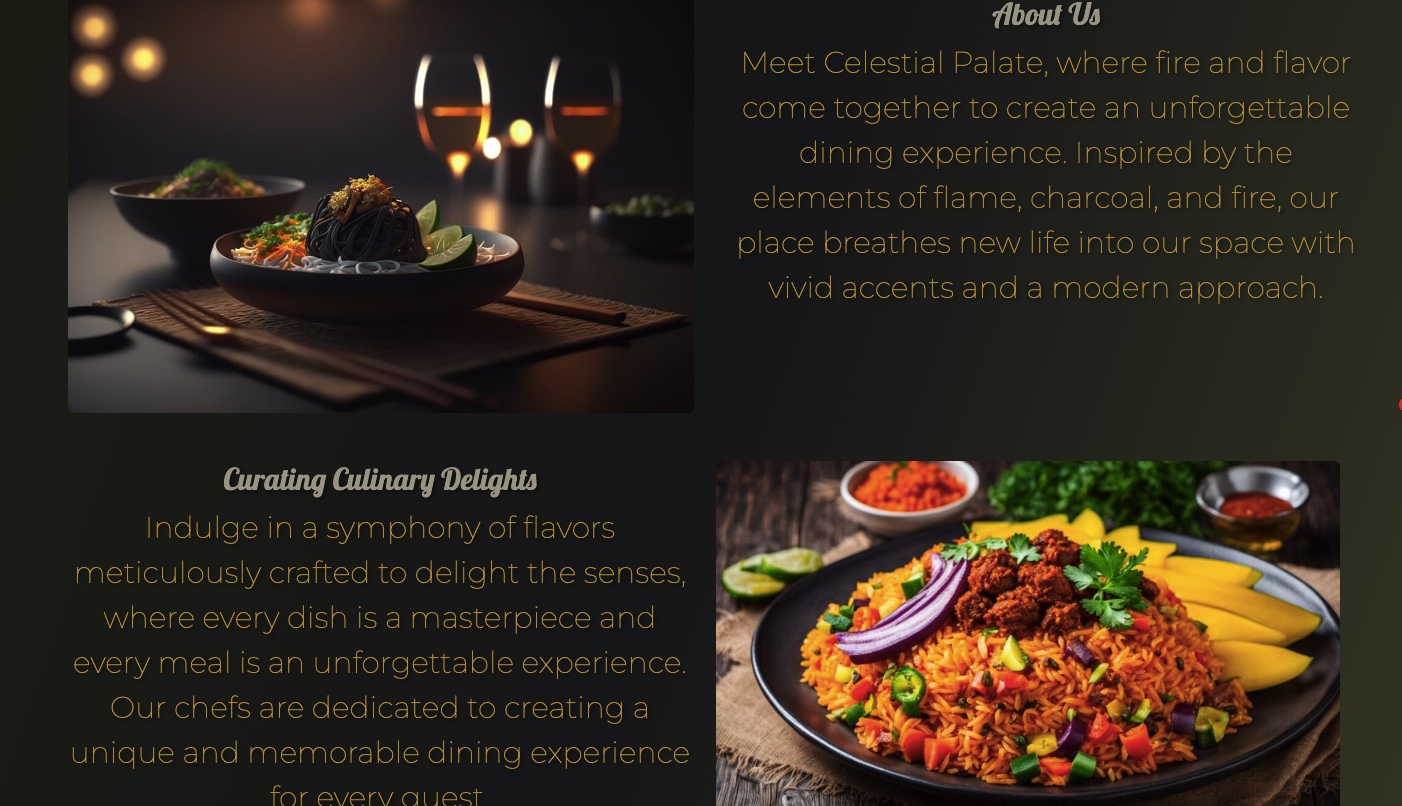 About Us
Meet Celestial Palate, where fire and flavor
come together to create an unforgettable
dining experience. Inspired by the
elements of flame, charcoal, and fire, our
place breathes new life into our space with
vivid accents and a modern approach.
Curating Culinary Delights
Indulge in a symphony of flavors
meticulously crafted to delight the senses,
where every dish is a masterpiece and
every meal is an unforgettable experience.
Our chefs are dedicated to creating a
unique and memorable dining experience
for every guest